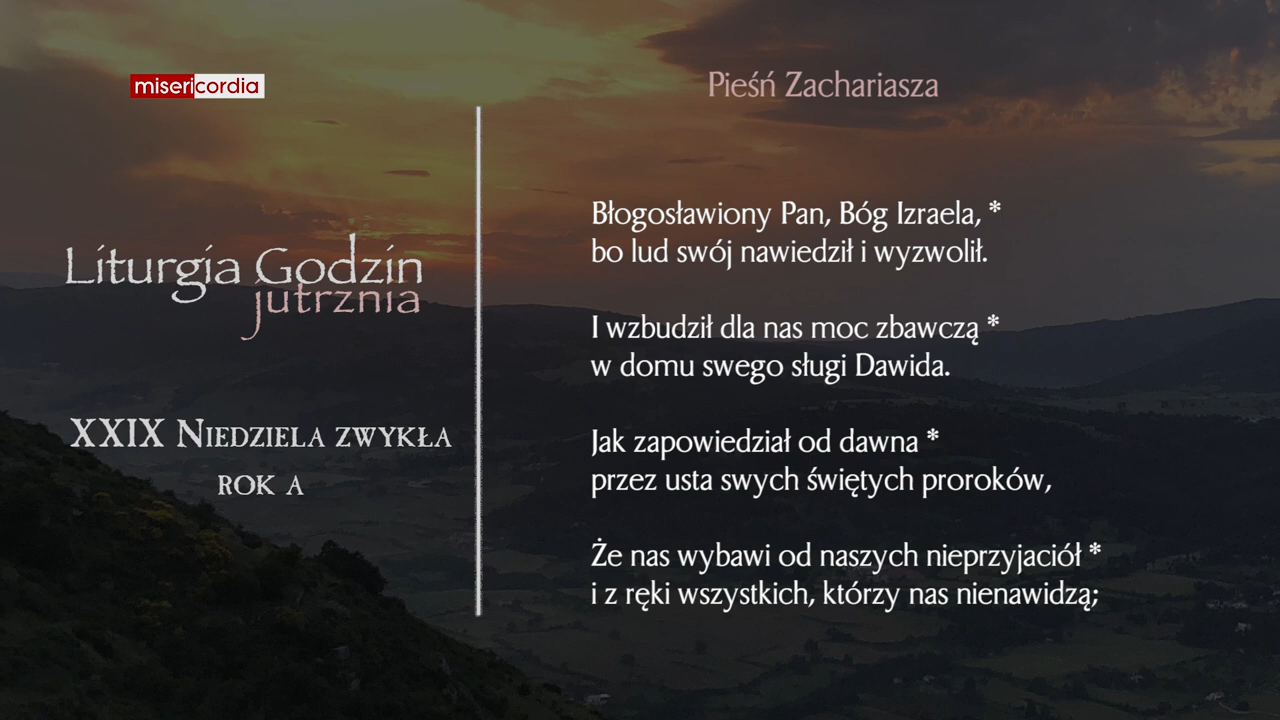 misericordia
Liturgia Godzin
jutrznia
XXIX Niedziela zwykła
rok A
Pieśń Zachariasza
Błogosławiony Pan, Bóg Izraela, *
bo lud swój nawiedził i wyzwolił.
I wzbudził dla nas moc zbawczą *
w domu swego sługi Dawida.
Jak zapowiedział od dawna *
przez usta swych świętych proroków,
Że nas wybawi od naszych nieprzyjaciół *
i z ręki wszystkich, którzy nas nienawidzą;